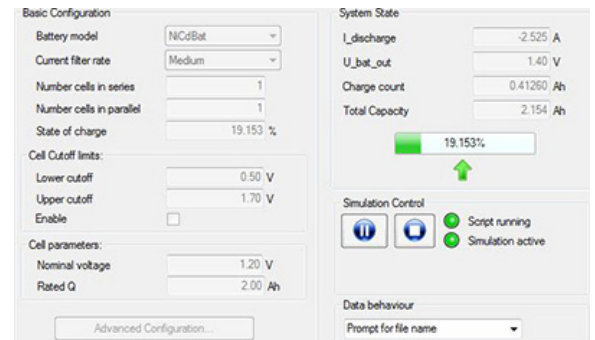 Basic Configuration
Battery model NiCdBat
Current filter rate Medium
Number cells in series 1
Number cells in parallel 1
State of charge 19.153 %
Cell Cutoff limits:
Lower cutoff 0.50 V
Upper cutoff 1.70 V
Enable
Cell parameters:
Nominal voltage 1.20 V
Rated Q 2.00 Ah
Advanced Configuration...
System State
I_discharge -2.525 A
U_bat_out 1.40 V
Charge count 0.41260 Ah
Total Capacity 2.154 Ah
19.153%
Simulation Control
Script running
Simulation active
Data behaviour
Prompt for file name